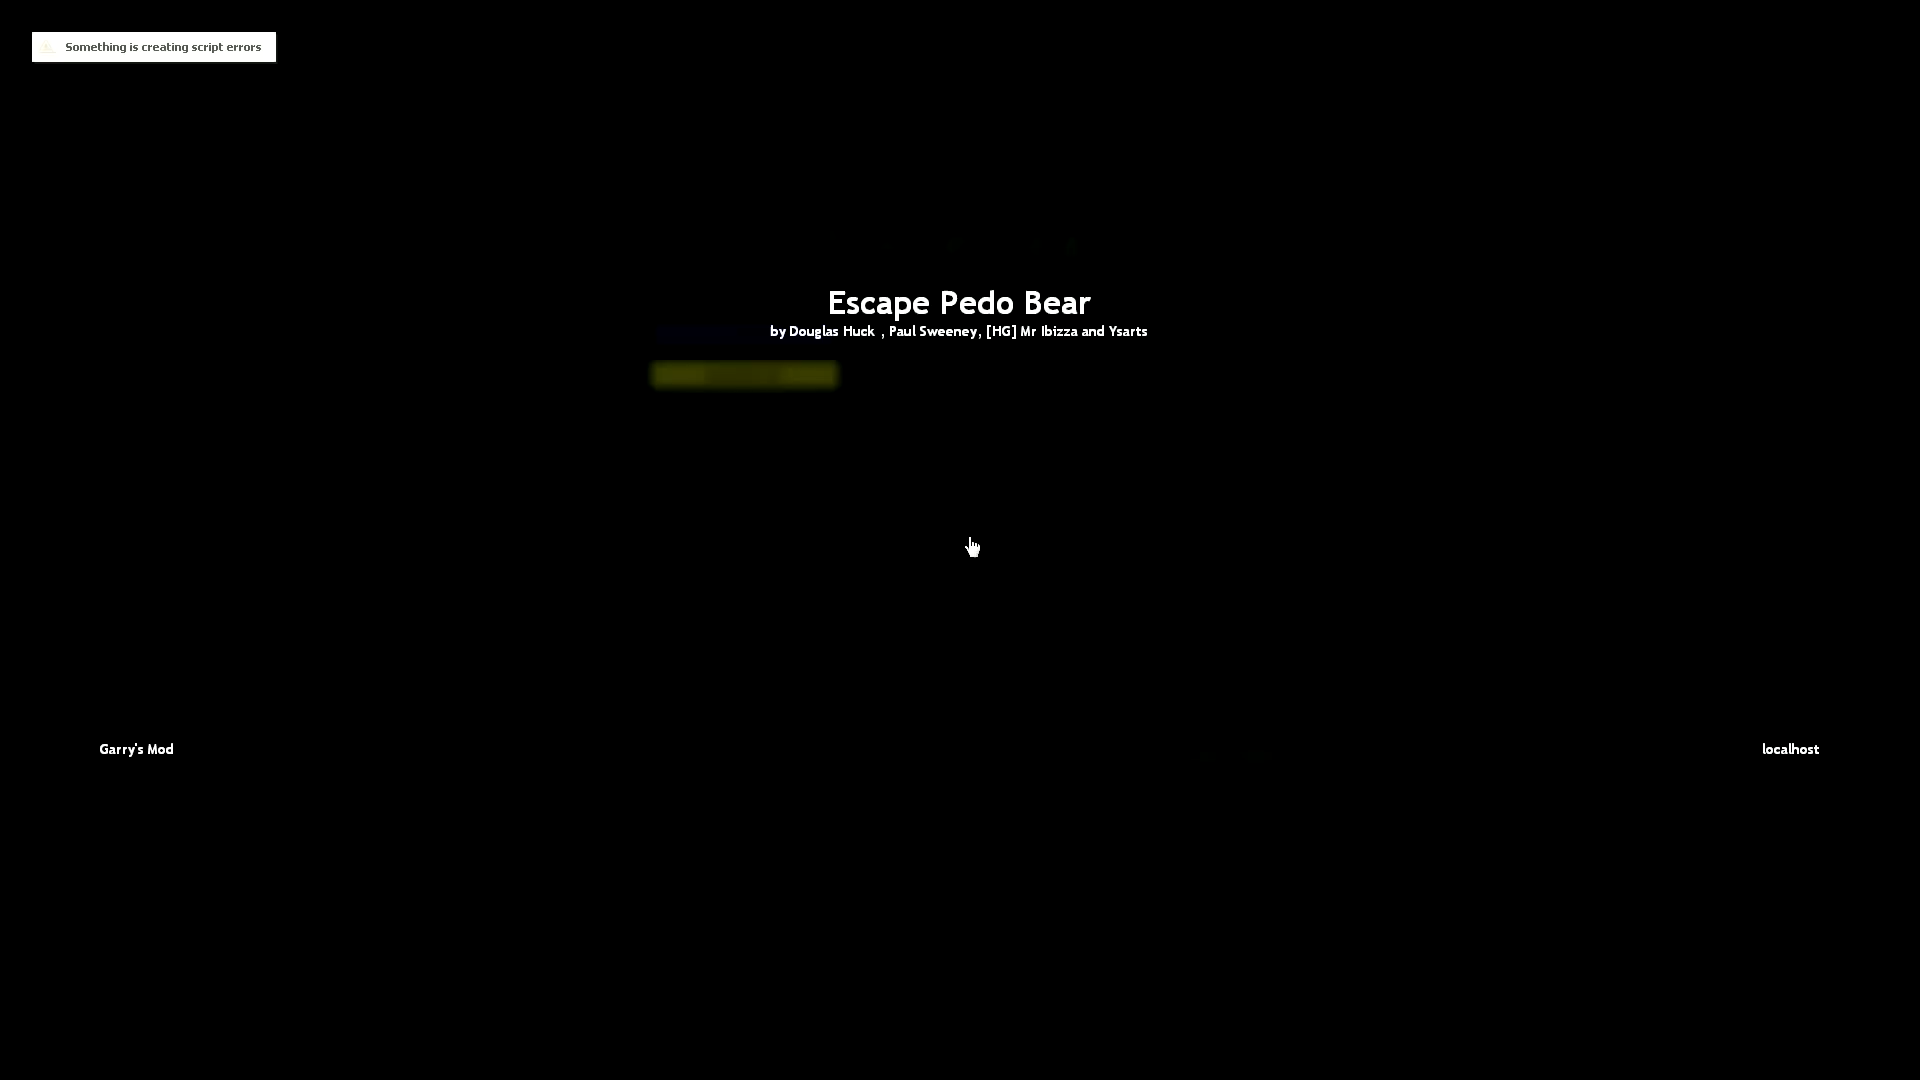 Something is creating script errors
Escape Pedo Bear
by Douglas Huck , Paul Sweeney, [HG] Mr Ibizza and Ysarts
Garry's Mod
localhost